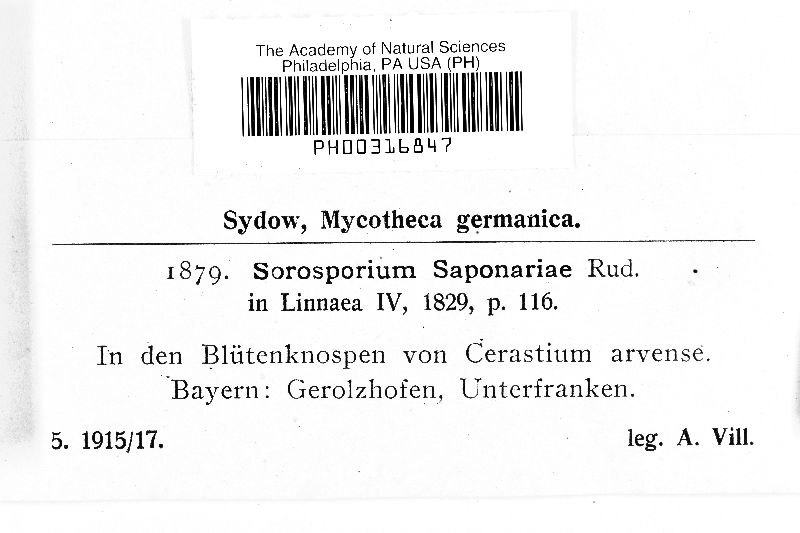 The Academy of Natural Sciences
Philadelphia, PA USA (PH)
PH00316847
Sydow, Mycotheca germanica.
1879. Sorosporium Saponariae Rud.
in Linnaea IV, 1829, p. 116.
In den Blütenknospen von Cerastium arvense.
Bayern: Gerolzhofen, Unterfranken.
5. 1915/17. leg. A. Vill.